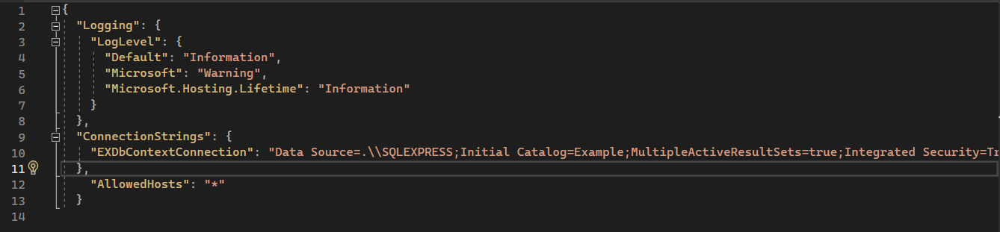 1 {
2 "Logging": {
3 "LogLevel": {
4 "Default": "Information",
5 "Microsoft": "Warning",
6 "Microsoft.Hosting.Lifetime": "Information"
7 }
8 },
9 "ConnectionStrings": {
10 "EXDbContextConnection": "Data Source=.\\SQLEXPRESS;Initial Catalog=Example;MultipleActiveResultSets=true;Integrated Security=Tr
11 },
12 "AllowedHosts": "*"
13 }
14